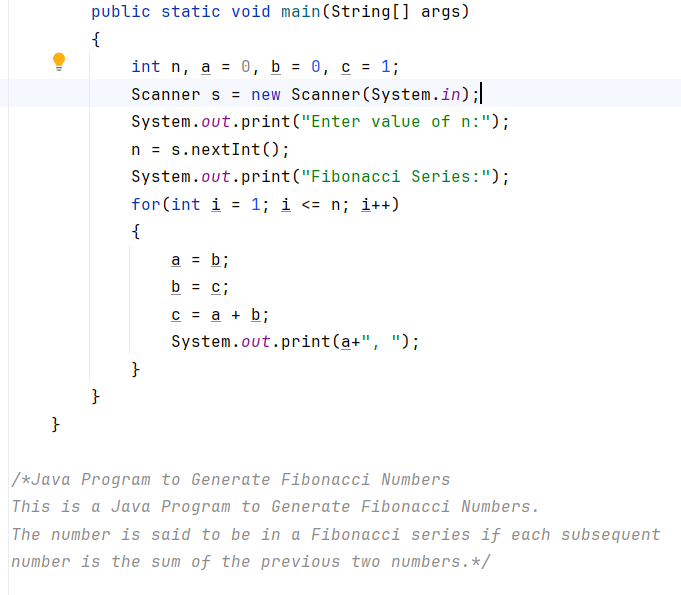 public static void main(String[] args)
{
int n, a = 0, b = 0, c = 1;
Scanner s = new Scanner(System.in);
System.out.print("Enter value of n:");
n = s.nextInt();
System.out.print("Fibonacci Series:");
for(int i = 1; i <= n; i++)
{
a = b;
b = c;
c = a + b;
System.out.print(a+", ");
}
}
}
/*Java Program to Generate Fibonacci Numbers
This is a Java Program to Generate Fibonacci Numbers.
The number is said to be in a Fibonacci series if each subsequent
number is the sum of the previous two numbers.*/